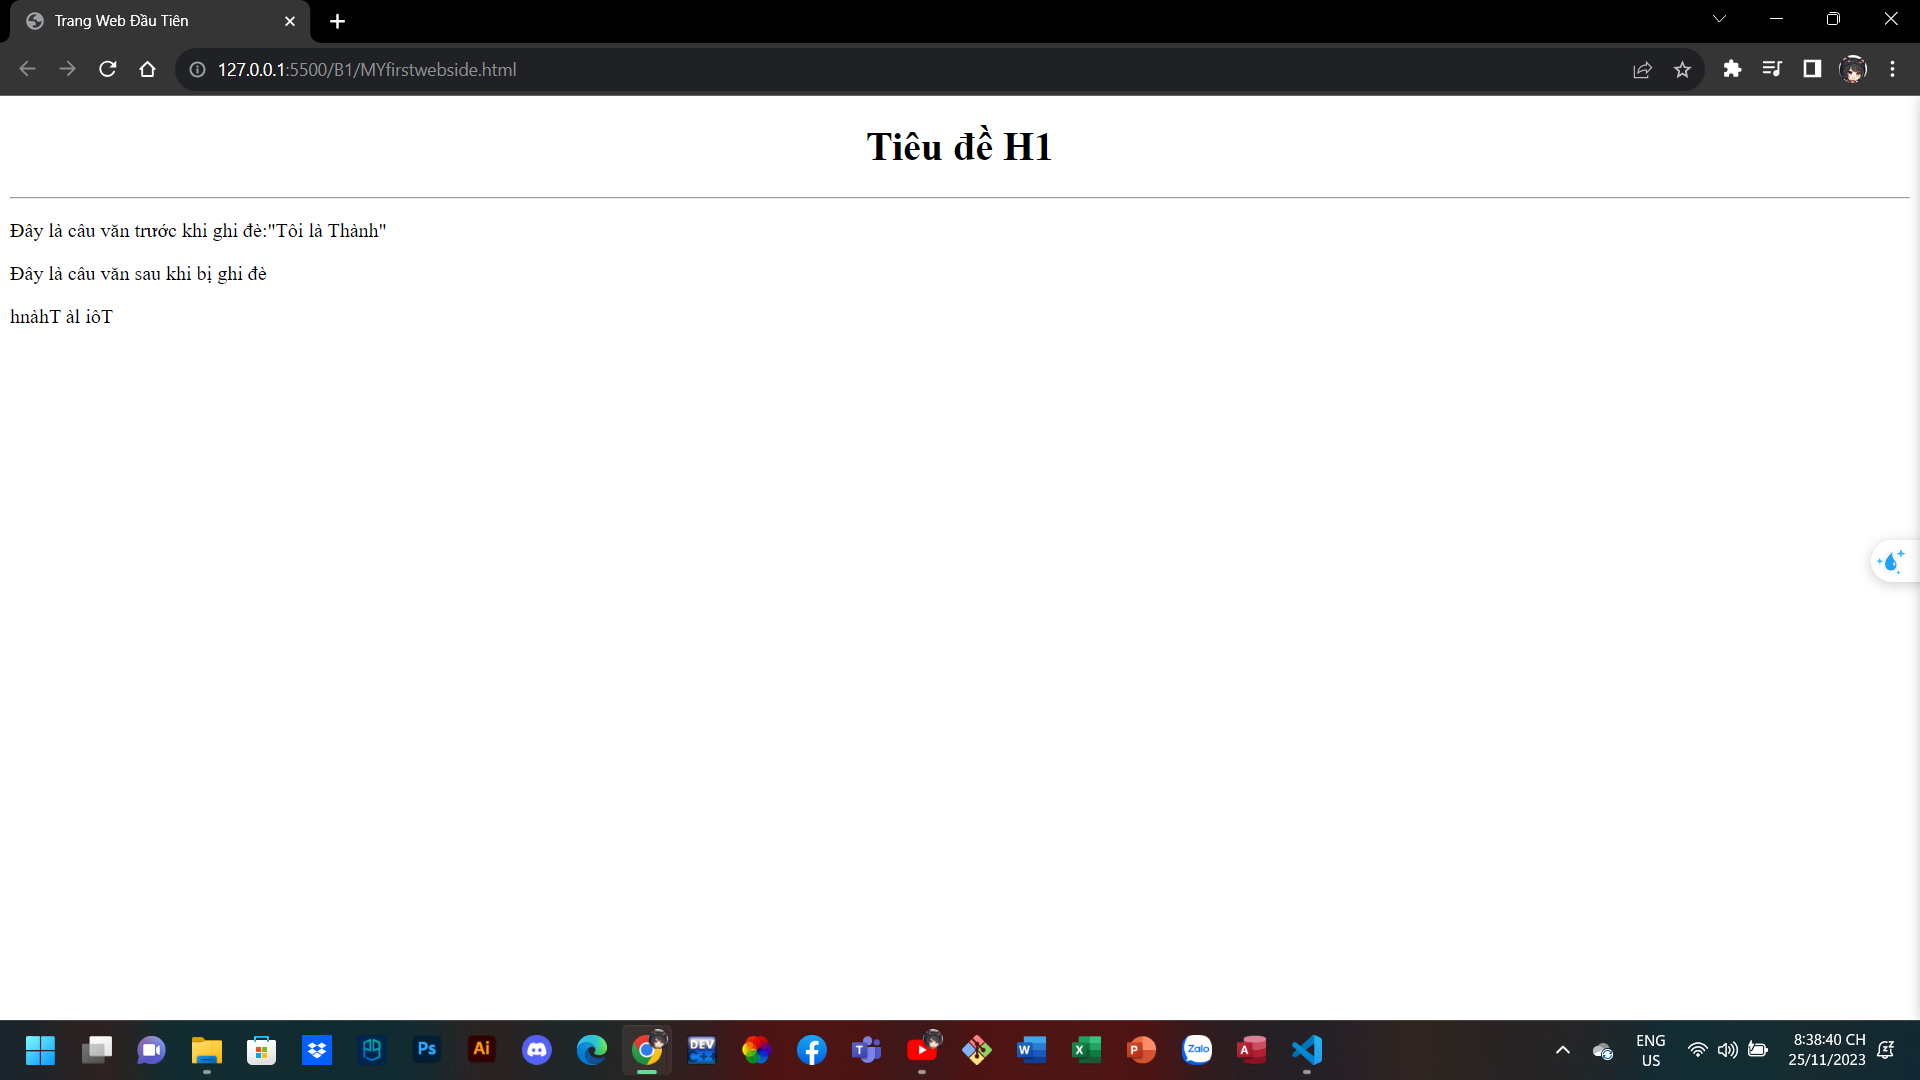 Trang Web Đầu Tiên
127.0.0.1:5500/B1/MYfirstwebside.html
Tiêu đề H1
Đây là câu văn trước khi ghi đè:"Tôi là Thành"
Đây là câu văn sau khi bị ghi đè
hnàhT àl iôT
Ps
Ai
DEV
C++
T
W
X
P
Zalo
A
ENG
US
8:38:40 CH
25/11/2023